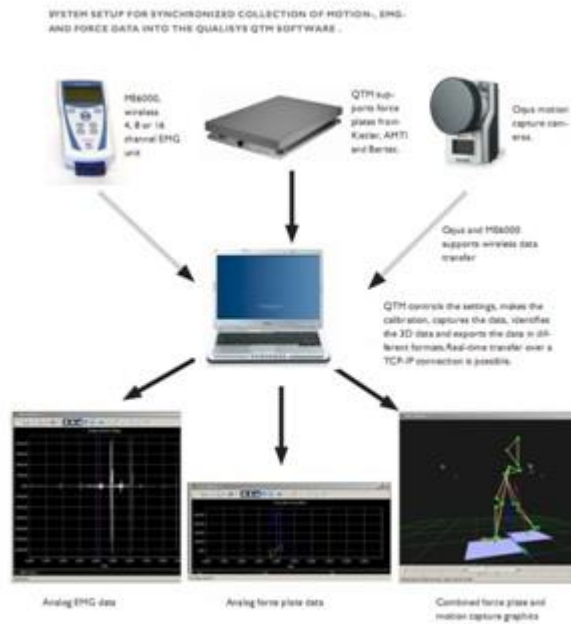 SYSTEM SETUP FOR SYNCHRONIZED COLLECTION OF MOTION-, EMG-
AND FORCE DATA INTO THE QUALISYS QTM SOFTWARE .
ME6000,
wireless
4, 8 or 16
channel EMG
unit
QTM sup-
ports force
plates from
Kistler, AMTI
and Bertec.
Oqus motion
capture cam-
eras.
Oqus and ME6000
supports wireless data
transfer
QTM controls the settings, makes the
calibration, captures the data, identifies
the 3D data and exports the data in dif-
ferent formats. Real-time transfer over a
TCP-IP connection is possible.
Analog EMG data
Analog force plate data
Combined force plate and
motion capture graphics